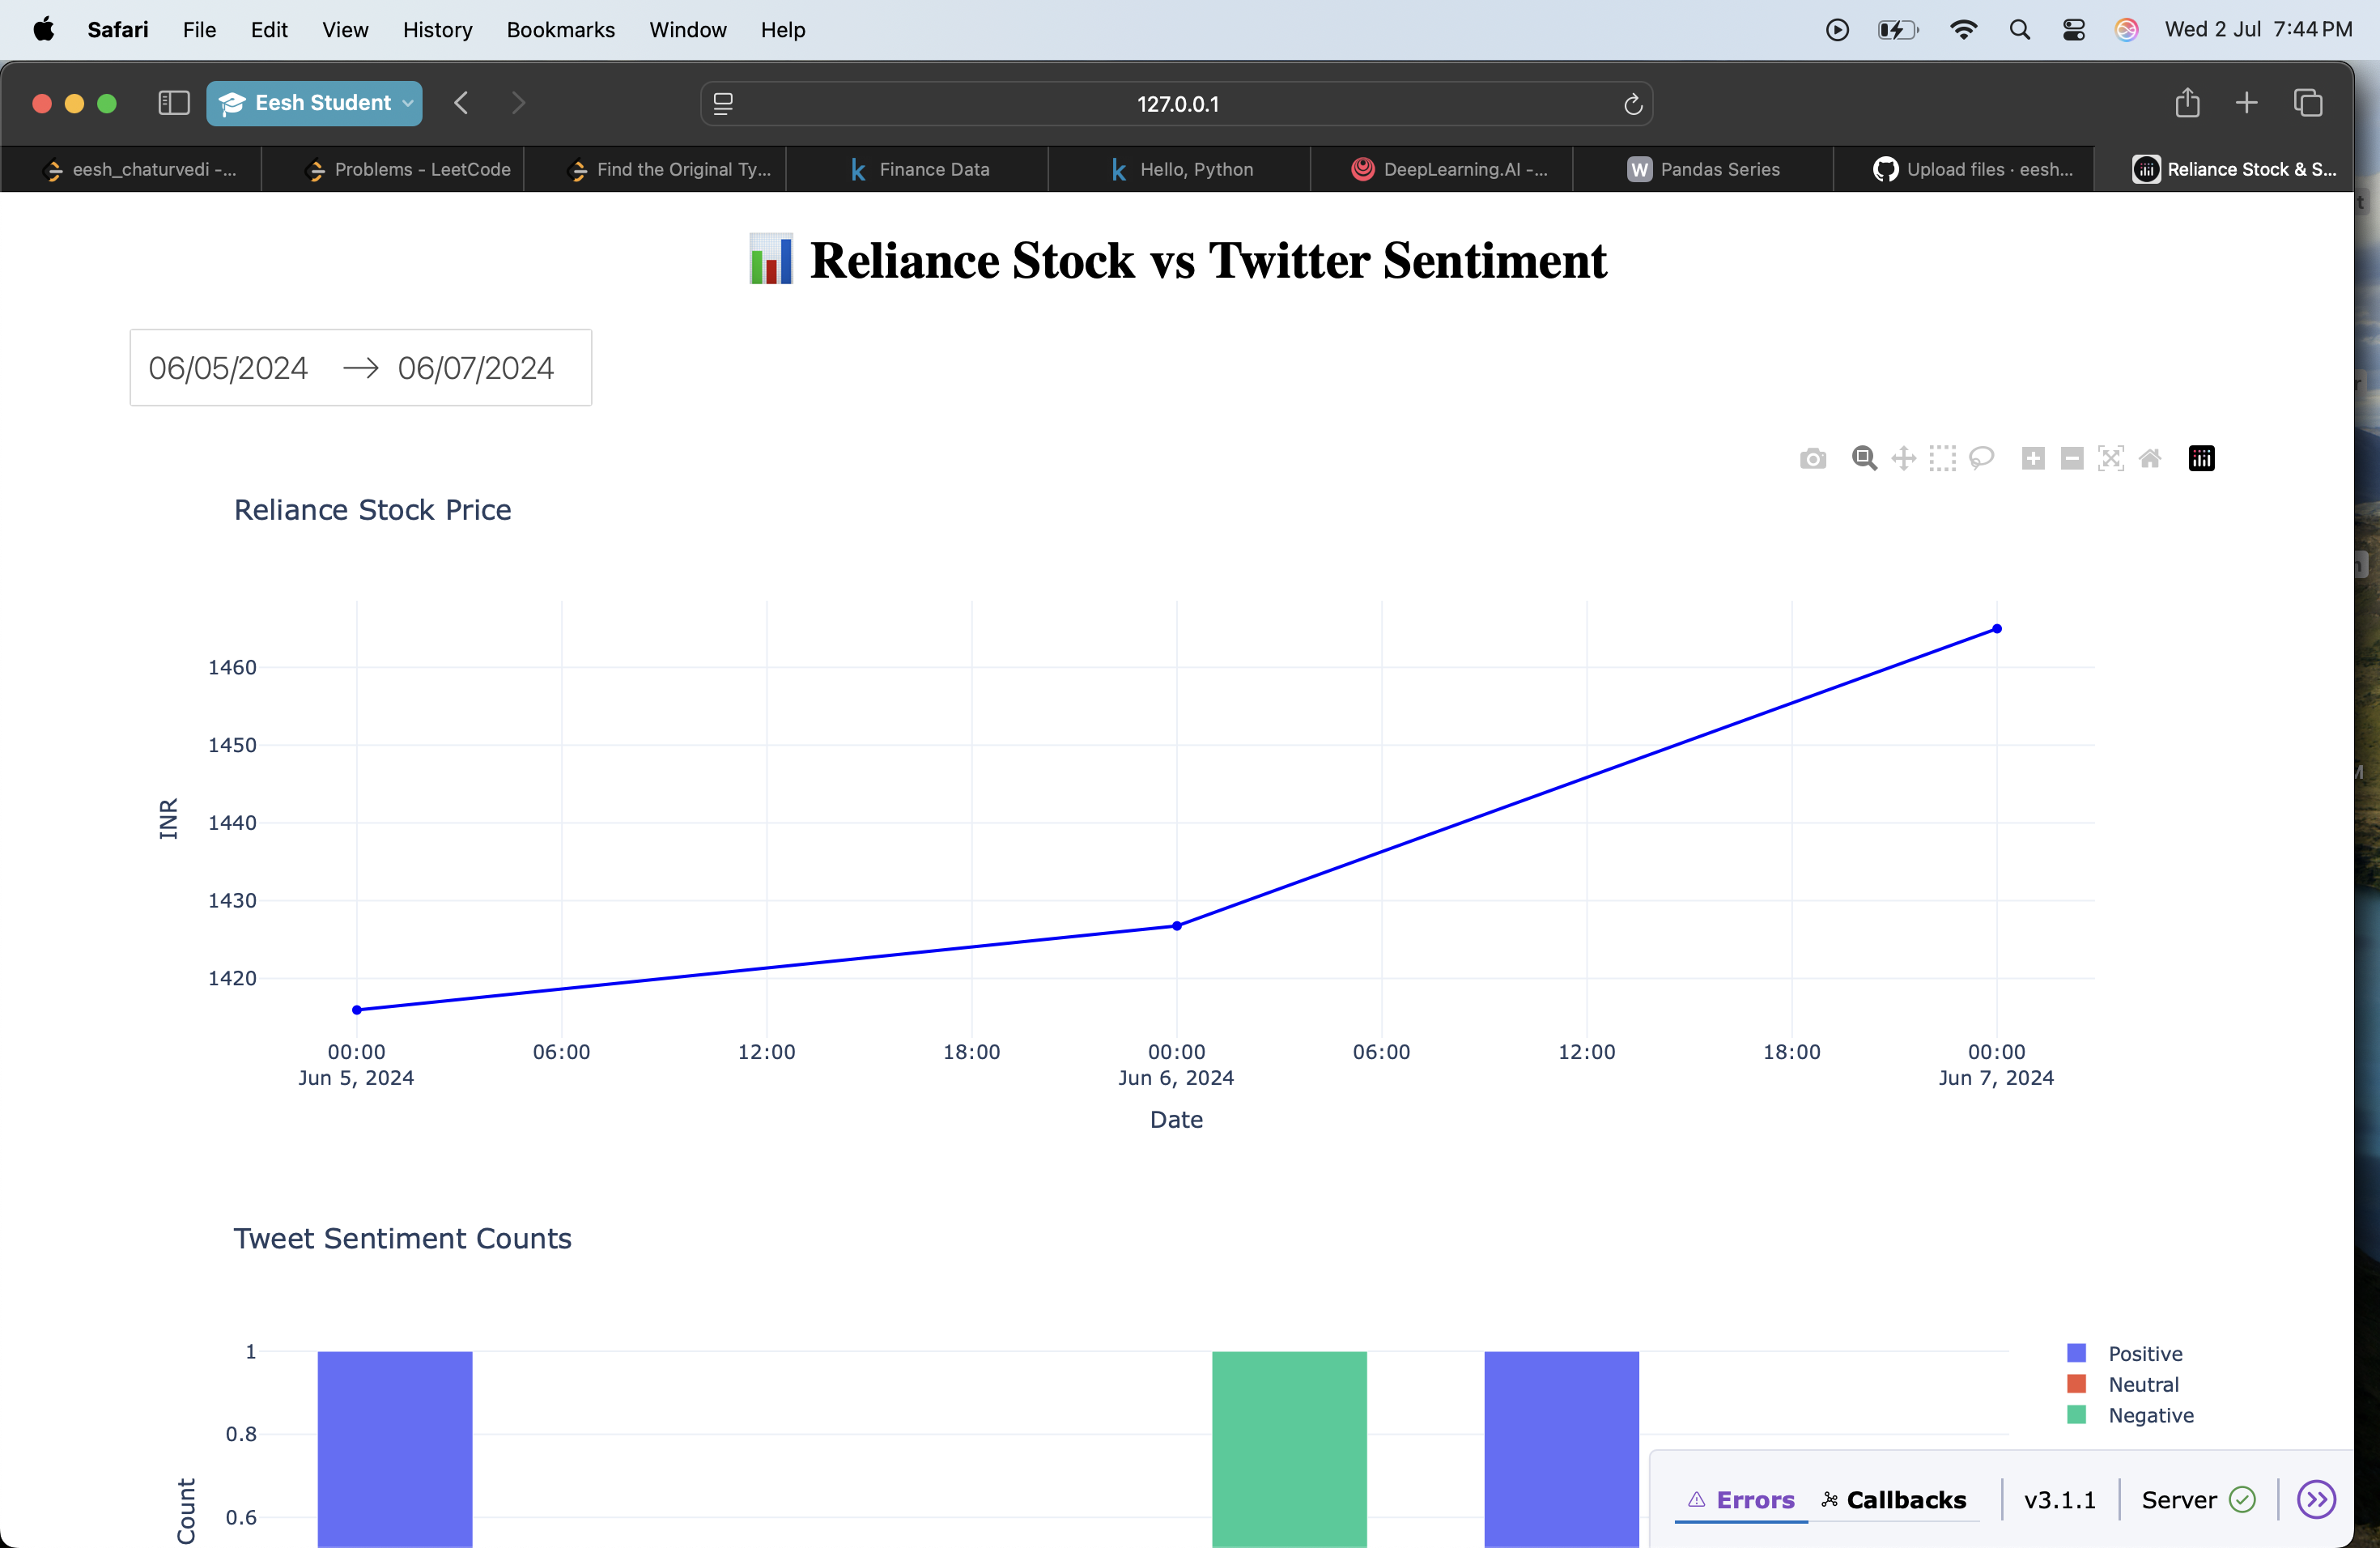 Safari File Edit View History Bookmarks Window Help Wed 2 Jul 7:44 PM
Eesh Student 127.0.0.1
eesh_chaturvedi -... Problems - LeetCode Find the Original Ty... Finance Data Hello, Python DeepLearning.AI -... W Pandas Series Upload files · eesh... Reliance Stock & S...
Reliance Stock vs Twitter Sentiment
06/05/2024 → 06/07/2024
Reliance Stock Price
1460
1450
1440
1430
1420
INR
00:00 06:00 12:00 18:00 00:00 06:00 12:00 18:00 00:00
Jun 5, 2024 Jun 6, 2024 Jun 7, 2024
Date
Tweet Sentiment Counts
1
0.8
0.6
Count
Positive
Neutral
Negative
Errors Callbacks v3.1.1 Server